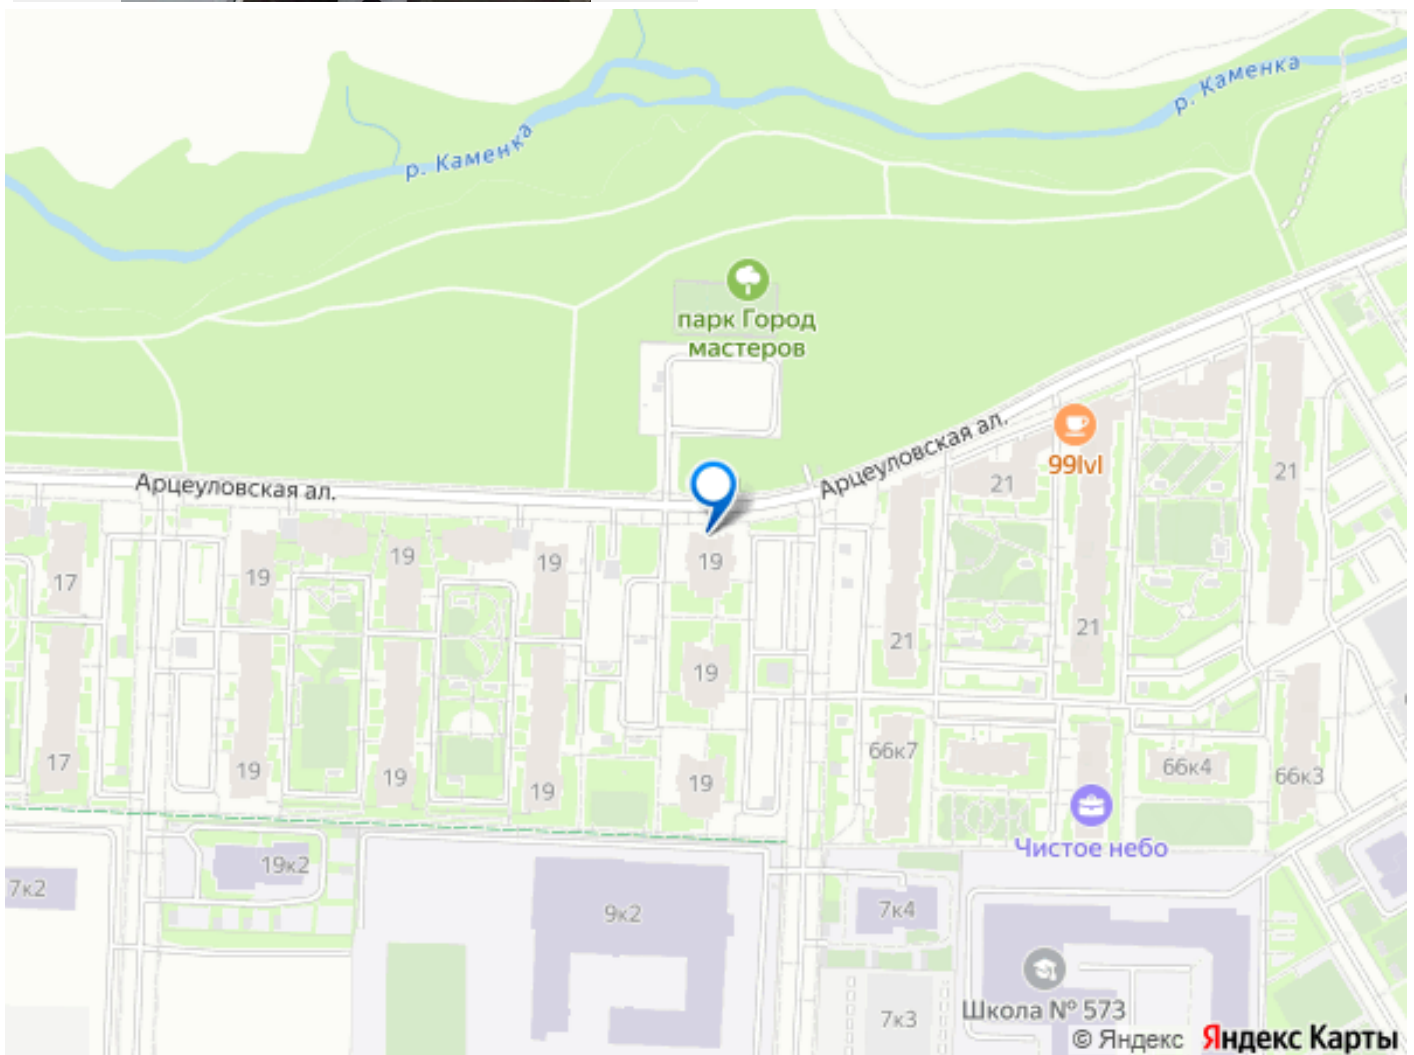 р. Каменка
р. Каменка
парк Город
мастеров
Арцеуловская ал.
99lvl
21
21
Арцеуловская ал.
19
19
19
19
17
21
21
19
17
19
19
19
19
66к7
66к4
66к3
Чистое небо
19к2
7к2
9к2
7к4
Школа № 573
7к3
© Яндекс Яндекс Карты